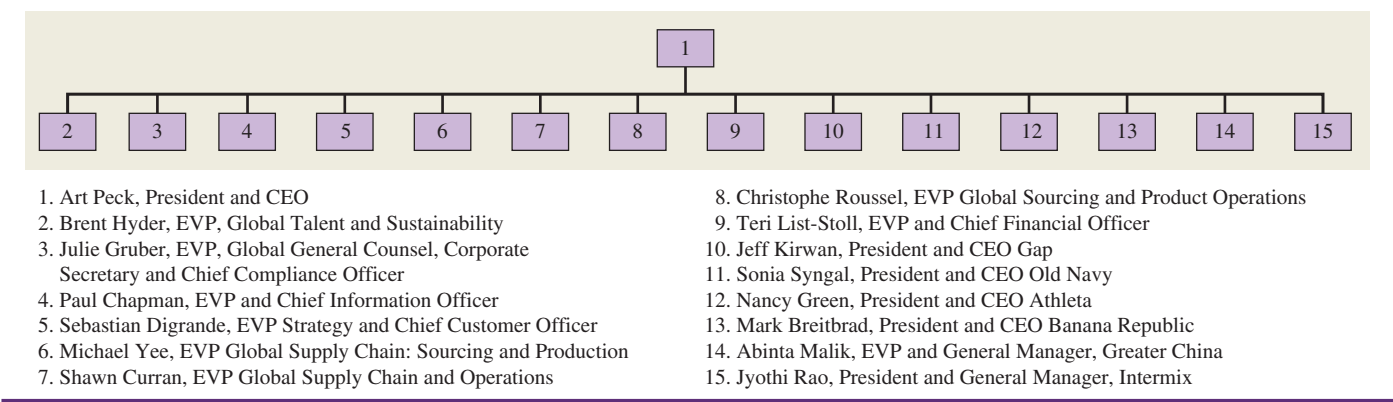 1
2 3 4 5 6 7 8 9 10 11 12 13 14 15
1. Art Peck, President and CEO
2. Brent Hyder, EVP, Global Talent and Sustainability
3. Julie Gruber, EVP, Global General Counsel, Corporate
Secretary and Chief Compliance Officer
4. Paul Chapman, EVP and Chief Information Officer
5. Sebastian Digrande, EVP Strategy and Chief Customer Officer
6. Michael Yee, EVP Global Supply Chain: Sourcing and Production
7. Shawn Curran, EVP Global Supply Chain and Operations
8. Christophe Roussel, EVP Global Sourcing and Product Operations
9. Teri List-Stoll, EVP and Chief Financial Officer
10. Jeff Kirwan, President and CEO Gap
11. Sonia Syngal, President and CEO Old Navy
12. Nancy Green, President and CEO Athleta
13. Mark Breitbrad, President and CEO Banana Republic
14. Abinta Malik, EVP and General Manager, Greater China
15. Jyothi Rao, President and General Manager, Intermix